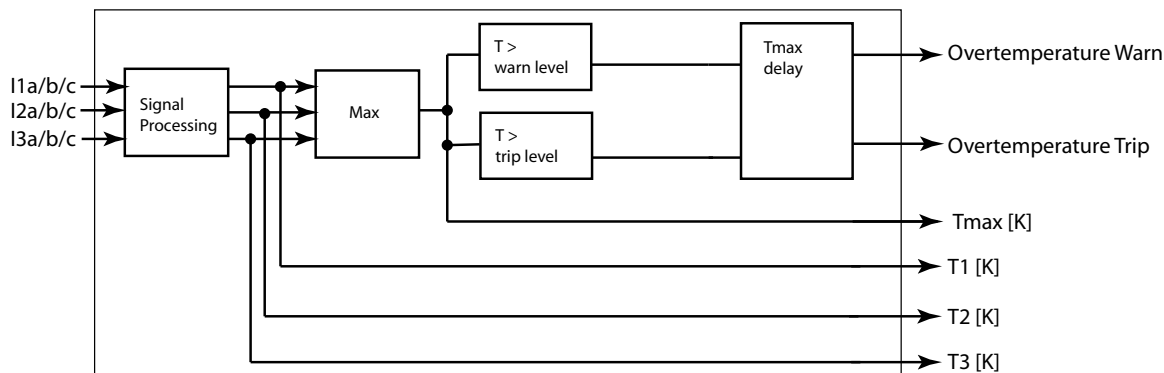 I1a/b/c
I2a/b/c
I3a/b/c
Signal
Processing
Max
T >
warn level
T >
trip level
Tmax
delay
Overtemperature Warn
Overtemperature Trip
Tmax [K]
T1 [K]
T2 [K]
T3 [K]